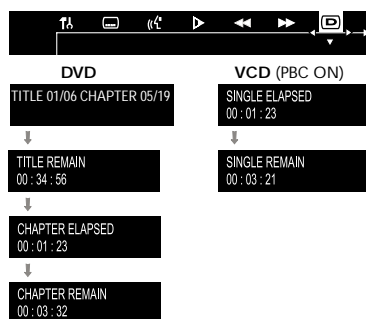 DVD
TITLE 01/06 CHAPTER 05/19
TITLE REMAIN
00 : 34 : 56
CHAPTER ELAPSED
00 : 01 : 23
CHAPTER REMAIN
00 : 03 : 32
VCD (PBC ON)
SINGLE ELAPSED
00 : 01 : 23
SINGLE REMAIN
00 : 03 : 21